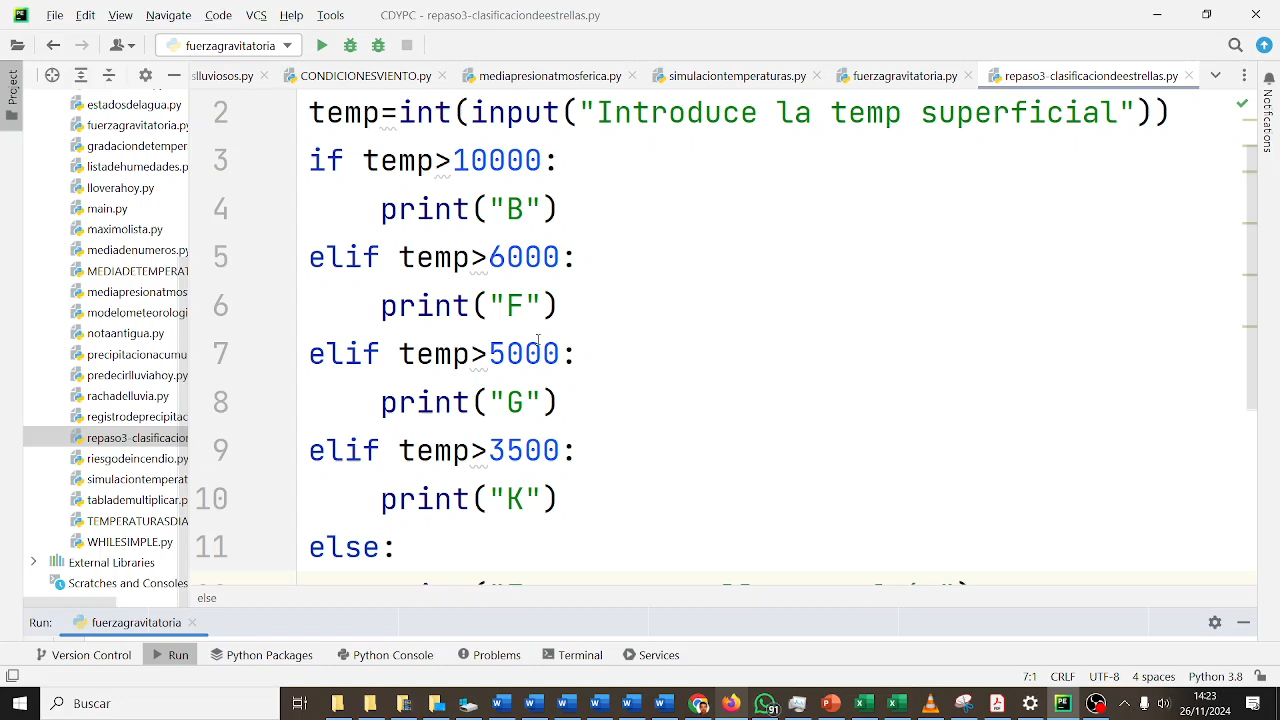 File Edit View Navigate Code VCS Help Tools CDYPC - repaso3-clasificaciondeestrellas.py
fuerzagravitatoria
Project
slluviosos.py CONDICIONESVIENTO.py mediapresionatmosferica.py simulaciontemperaturas.py fuerzagravitatoria.py repaso3-clasificaciondeestrellas.py
Notifications
estadosdelagua.py
fuerzagravitatoria.py
gradaciondetemper
listadehumedades.p
lloverahoy.py
main.py
maximolista.py
mediadenumeros.py
MEDIADETEMPERAT
mediapresionatmos
modelometeorologi
notaantigua.py
precipitacionacumu
predecirlluviahoy.py
rachadelluvia.py
registrodeprecipitac
repaso3-clasificacion
riesgodeincendio.py
simulaciontemperat
tablademultiplicar.p
TEMPERATURASDIA
WHILESIMPLE.py
External Libraries
Scratches and Consoles
2 temp=int(input("Introduce la temp superficial"))
3 if temp>10000:
4 print("B")
5 elif temp>6000:
6 print("F")
7 elif temp>5000:
8 print("G")
9 elif temp>3500:
10 print("K")
11 else:
else
Run: fuerzagravitatoria
Version Control Run Python Packages Python Console Problems Terminal Services
7:1 CRLF UTF-8 4 spaces Python 3.8
Buscar
91
14:23
26/11/2024